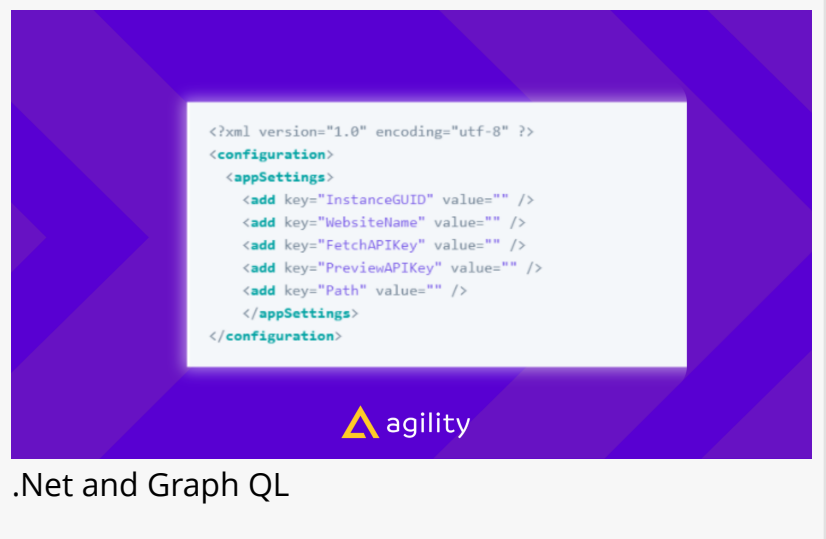 <?xml version="1.0" encoding="utf-8" ?>
<configuration>
<appSettings>
<add key="InstanceGUID" value="" />
<add key="WebsiteName" value="" />
<add key="FetchAPIKey" value="" />
<add key="PreviewAPIKey" value="" />
<add key="Path" value="" />
</appSettings>
</configuration>
agility
.Net and Graph QL